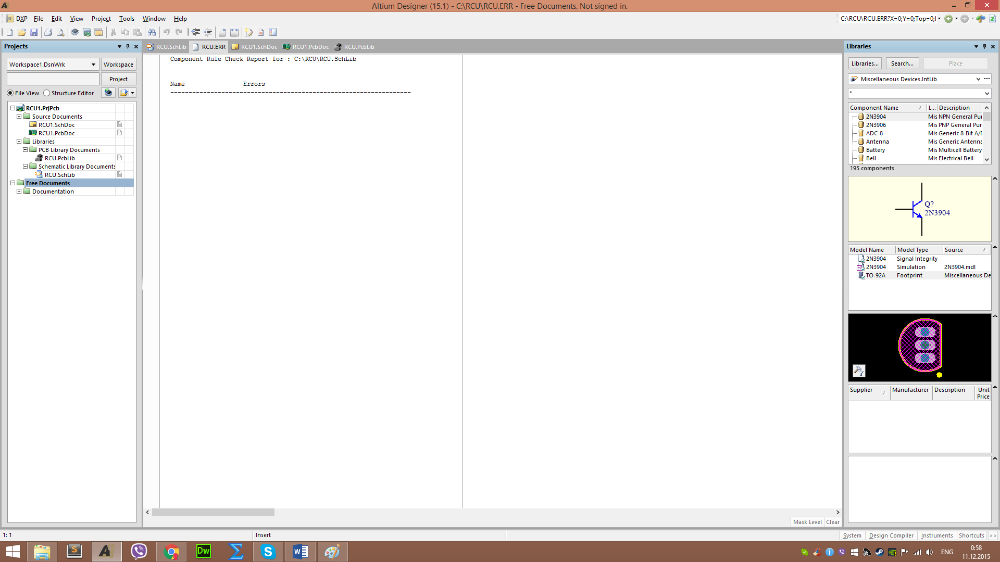 Altium Designer (15.1) - C:\RCU\RCU.ERR - Free Documents. Not signed in.
DXP File Edit View Project Tools Window Help
C:\RCU\RCU.ERR?X=0;Y=0;Top=0;
Projects
Workspace1.DsnWrk Workspace
Project
File View Structure Editor
RCU1.PrjPcb
Source Documents
RCU1.SchDoc
RCU1.PcbDoc
Libraries
PCB Library Documents
RCU.PcbLib
Schematic Library Documents
RCU.SchLib
Free Documents
Documentation
RCU.SchLib RCU.ERR RCU1.SchDoc RCU1.PcbDoc RCU.PcbLib
Component Rule Check Report for : C:\RCU\RCU.SchLib
Name Errors
------------------------------------------------------------------
Mask Level Clear
Libraries
Libraries... Search... Place
Miscellaneous Devices.IntLib
*
Component Name L... Description
2N3904 Mis NPN General Pur
2N3906 Mis PNP General Pur
ADC-8 Mis Generic 8-Bit A/D
Antenna Mis Generic Antenna
Battery Mis Multicell Battery
Bell Mis Electrical Bell
195 components
Q?
2N3904
Model Name Model Type Source
2N3904 Signal Integrity
2N3904 Simulation 2N3904.mdl
TO-92A Footprint Miscellaneous De
Supplier Manufacturer Description Unit Price
1: 1 Insert
System Design Compiler Instruments Shortcuts >>
Dw
ENG
0:58
11.12.2015